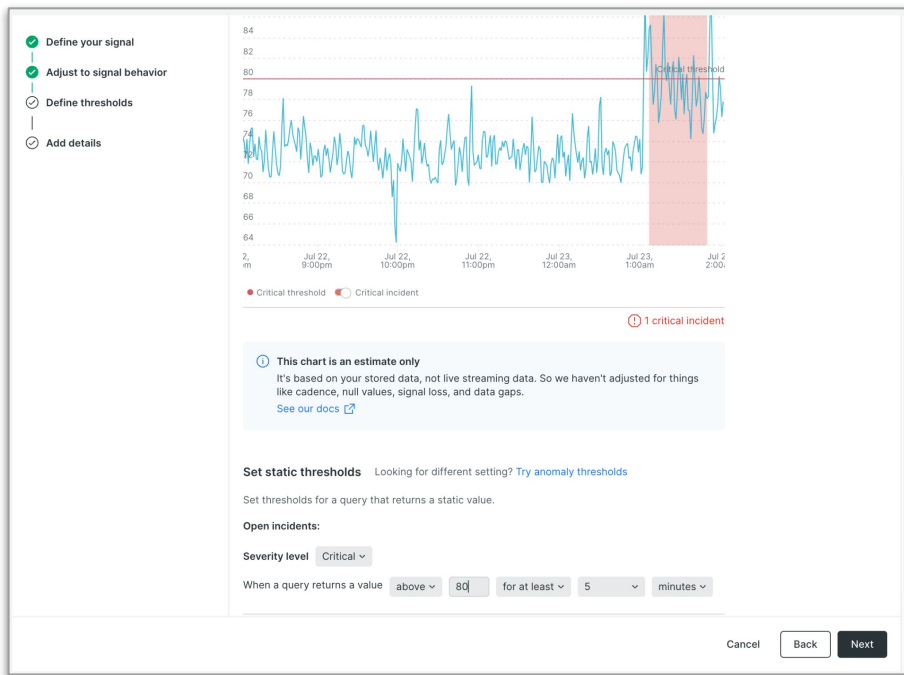 Define your signal
Adjust to signal behavior
Define thresholds
Add details
84
82
80
Critical threshold
78
76
74
72
70
68
66
64
2,
Jul 22,
Jul 22,
Jul 22,
Jul 23,
Jul 23,
9:00pm
10:00pm
11:00pm
12:00am
1:00am
Critical threshold
Critical incident
1 critical incident
This chart is an estimate only
It's based on your stored data, not live streaming data. So we haven't adjusted for things
like cadence, null values, signal loss, and data gaps.
See our docs
Set static thresholds Looking for different setting? Try anomaly thresholds
Set thresholds for a query that returns a static value.
Open incidents:
Severity level Critical
When a query returns a value above 80 for at least 5 minutes
Cancel Back Next